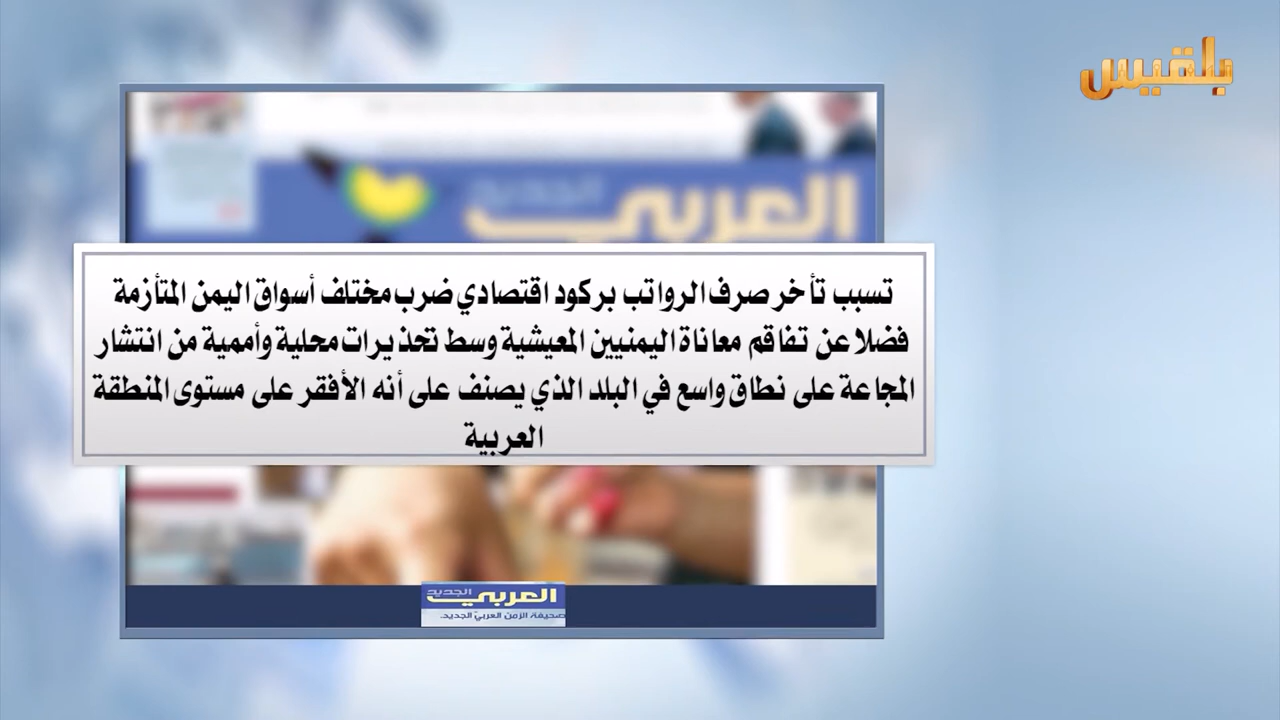 بلقيس
العربي الجديد
تسبب تأخر صرف الرواتب بركود اقتصادي ضرب مختلف أسواق اليمن المتأزمة
فضلا عن تفاقم معاناة اليمنيين المعيشية وسط تحذيرات محلية وأممية من انتشار
المجاعة على نطاق واسع في البلد الذي يصنف على أنه الأفقر على مستوى المنطقة
العربية
العربي الجديد
صحيفة الزمن العربي الجديد.